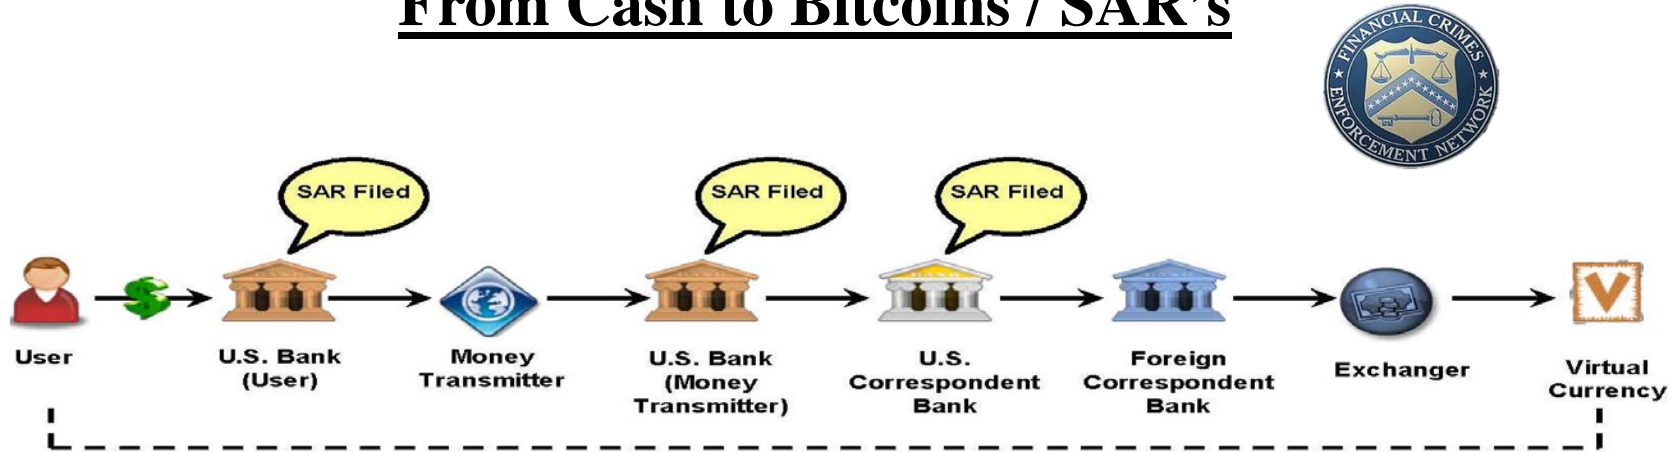 From Cash to Bitcoins / SAR's
FINANCIAL CRIMES
ENFORCEMENT NETWORK
SAR Filed
SAR Filed
SAR Filed
$
BANK
V
User
U.S. Bank
(User)
Money
Transmitter
U.S. Bank
(Money
Transmitter)
U.S.
Correspondent
Bank
Foreign
Correspondent
Bank
Exchanger
Virtual
Currency